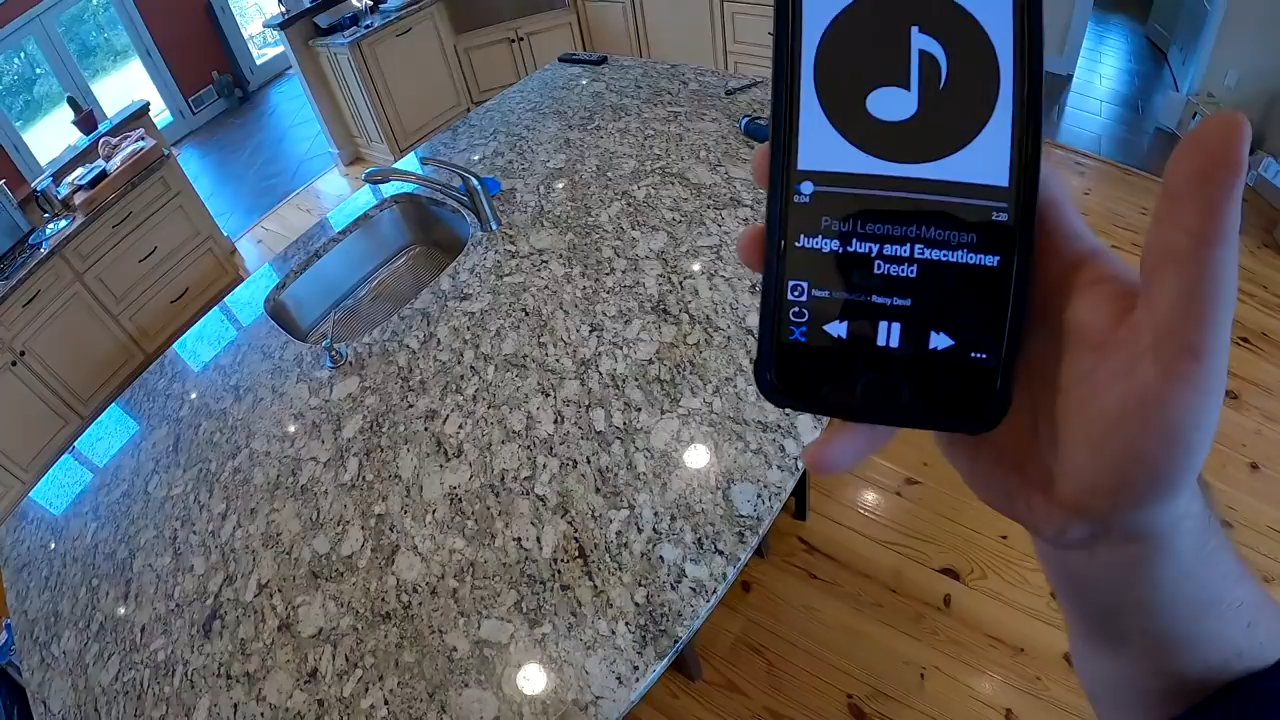 0:04
2:20
Paul Leonard-Morgan
Judge, Jury and Executioner
Dredd
Next: - Rainy Devil